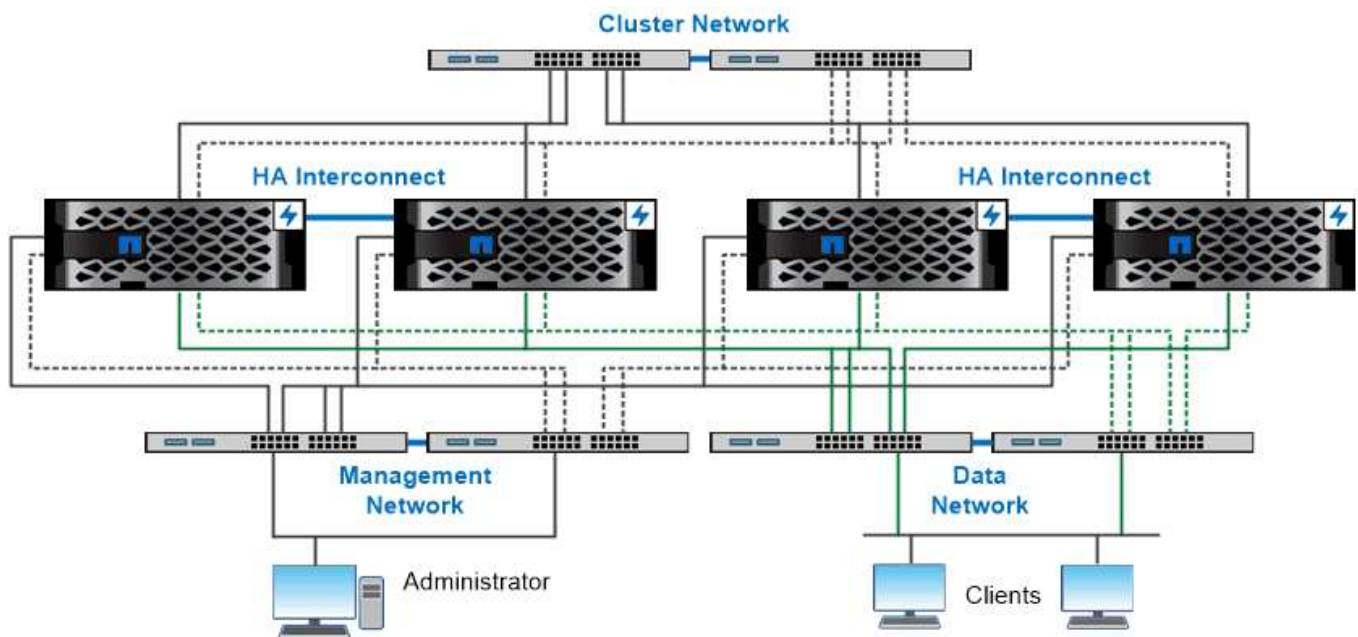 Cluster Network
HA Interconnect
HA Interconnect
Management
Network
Data
Network
Administrator
Clients